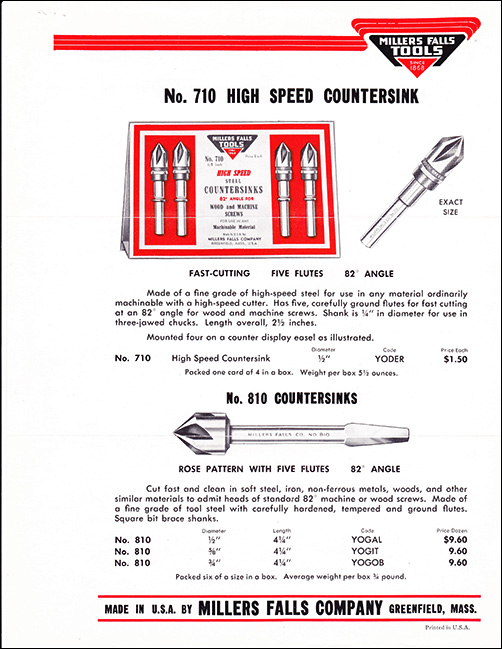 MILLERS FALLS
TOOLS
SINCE
1868
No. 710 HIGH SPEED COUNTERSINK
MILLERS FALLS
TOOLS
No. 710
Price Each
HIGH SPEED
STEEL
COUNTERSINKS
82° ANGLE FOR
WOOD and MACHINE
SCREWS
FOR USE IN ANY
Machinable Material
MILLERS FALLS COMPANY
GREENFIELD, MASS., U.S.A.
EXACT
SIZE
FAST-CUTTING FIVE FLUTES 82° ANGLE
Made of a fine grade of high-speed steel for use in any material ordinarily
machinable with a high-speed cutter. Has five, carefully ground flutes for fast cutting
at an 82° angle for wood and machine screws. Shank is ¼" in diameter for use in
three-jawed chucks. Length overall, 2½ inches.
Mounted four on a counter display easel as illustrated.
Diameter Code Price Each
No. 710 High Speed Countersink ½" YODER $1.50
Packed one card of 4 in a box. Weight per box 5½ ounces.
No. 810 COUNTERSINKS
MILLERS FALLS CO. NO. 810
ROSE PATTERN WITH FIVE FLUTES 82° ANGLE
Cut fast and clean in soft steel, iron, non-ferrous metals, woods, and other
similar materials to admit heads of standard 82° machine or wood screws. Made of
a fine grade of tool steel with carefully hardened, tempered and ground flutes.
Square bit brace shanks.
Diameter Length Code Price Dozen
No. 810 ½" 4¼" YOGAL $9.60
No. 810 ⅝" 4¼" YOGIT 9.60
No. 810 ¾" 4¼" YOGOB 9.60
Packed six of a size in a box. Average weight per box ¾ pound.
MADE IN U.S.A. BY MILLERS FALLS COMPANY GREENFIELD, MASS.
Printed in U.S.A.